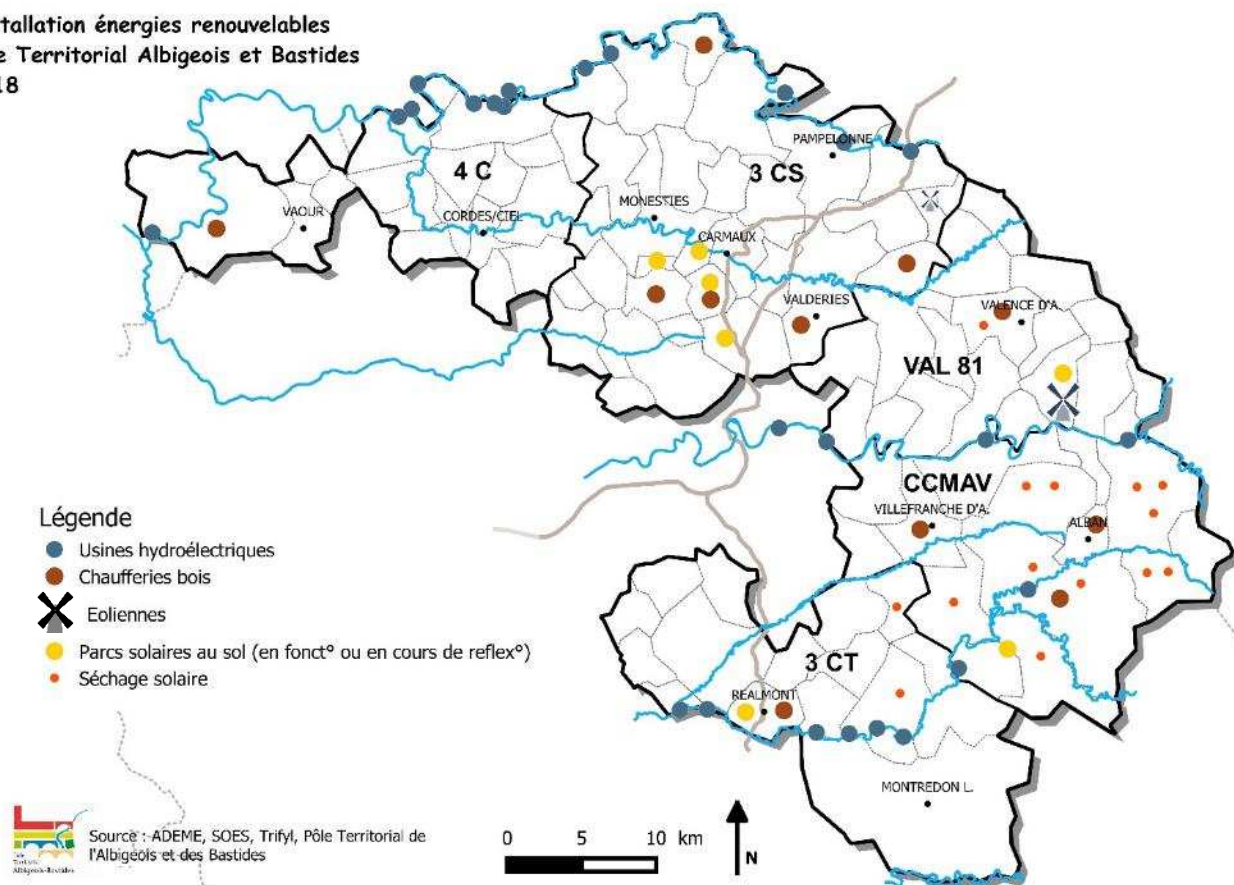 tallation énergies renouvelables
e Territorial Albigeois et Bastides
18
PAMPELONNE
4 C
3 CS
MONESTIES
VAOUR
CORDES/CIEL
CARMAUX
VALDERIES
VALENCE D'A.
VAL 81
CCMAV
VILLEFRANCHE D'A.
ALBAN
Légende
Usines hydroélectriques
Chaufferies bois
Eoliennes
Parcs solaires au sol (en fonct° ou en cours de reflex°)
Séchage solaire
3 CT
REALMONT
MONTREDON L.
Source : ADEME, SOES, Trifyl, Pôle Territorial de
l'Albigeois et des Bastides
0 5 10 km
N
Territorial
Albigeois-Bastides